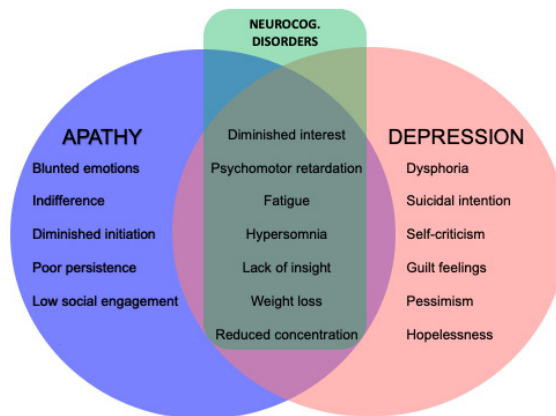 NEUROCOG.
DISORDERS
APATHY
Blunted emotions
Indifference
Diminished initiation
Poor persistence
Low social engagement
Diminished interest
Psychomotor retardation
Fatigue
Hypersomnia
Lack of insight
Weight loss
Reduced concentration
DEPRESSION
Dysphoria
Suicidal intention
Self-criticism
Guilt feelings
Pessimism
Hopelessness